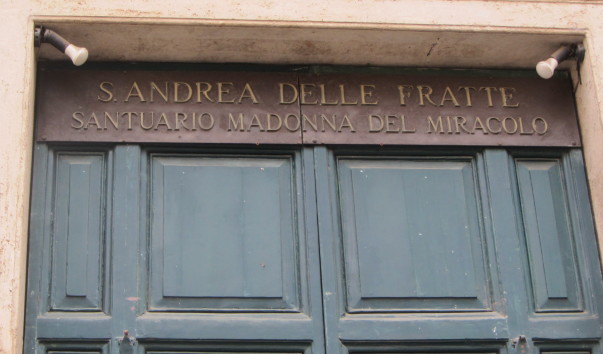 S. ANDREA DELLE FRATTE
SANTUARIO MADONNA DEL MIRACOLO